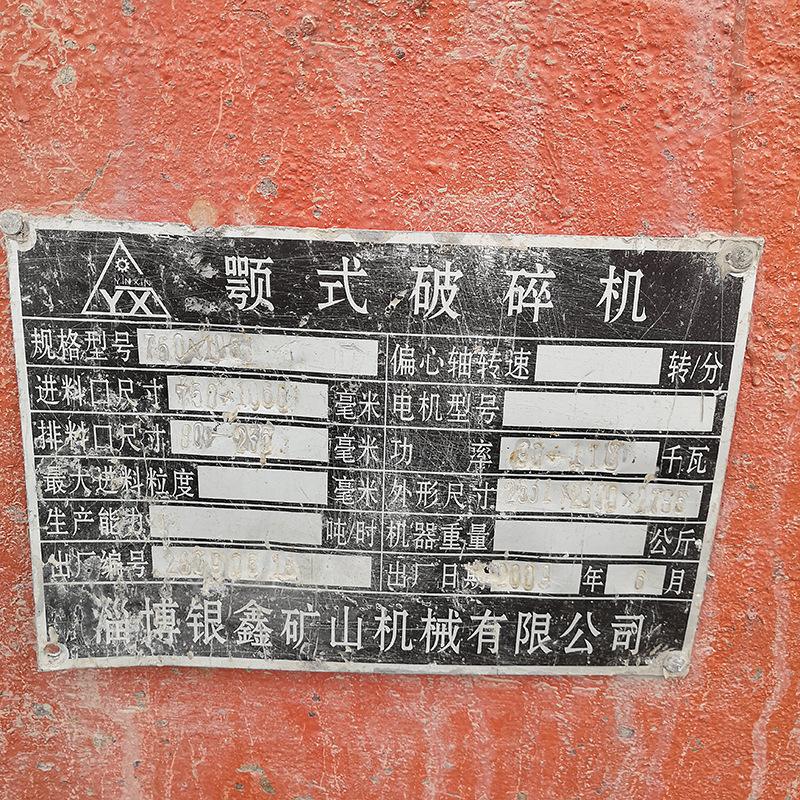 YINXIN
YX
颚式破碎机
规格型号
偏心轴转速 转/分
进料口尺寸 毫米
电机型号
排料口尺寸 毫米
功率 千瓦
最大进料粒度 毫米
外形尺寸
生产能力 吨/时
机器重量 公斤
出厂编号
出厂日期 年 6 月
淄博银鑫矿山机械有限公司